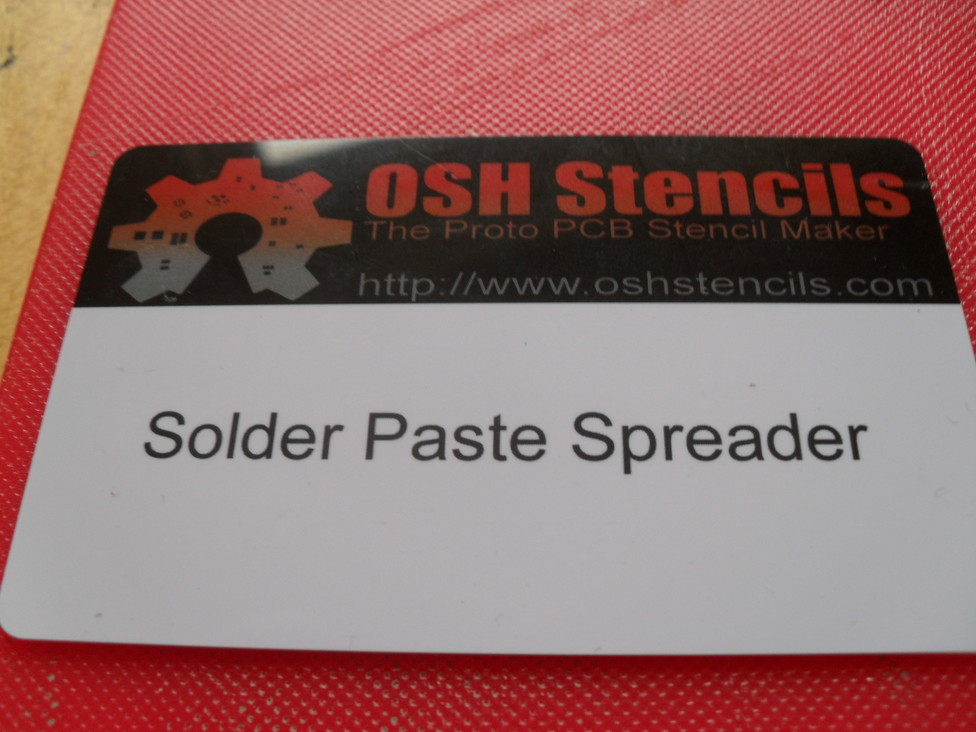 OSH Stencils
The Proto PCB Stencil Maker
http://www.oshstencils.com
Solder Paste Spreader